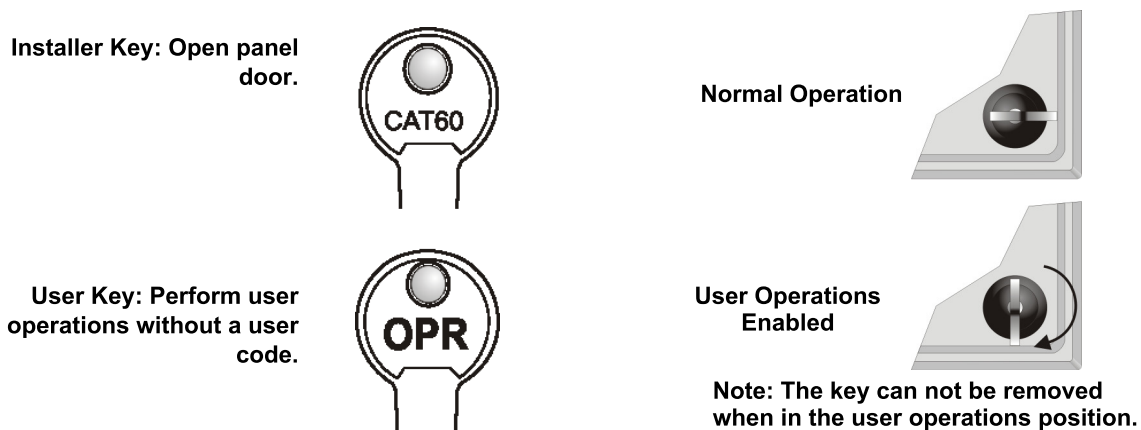 Installer Key: Open panel
door.
CAT60
Normal Operation
User Key: Perform user
operations without a user
code.
OPR
User Operations
Enabled
Note: The key can not be removed
when in the user operations position.